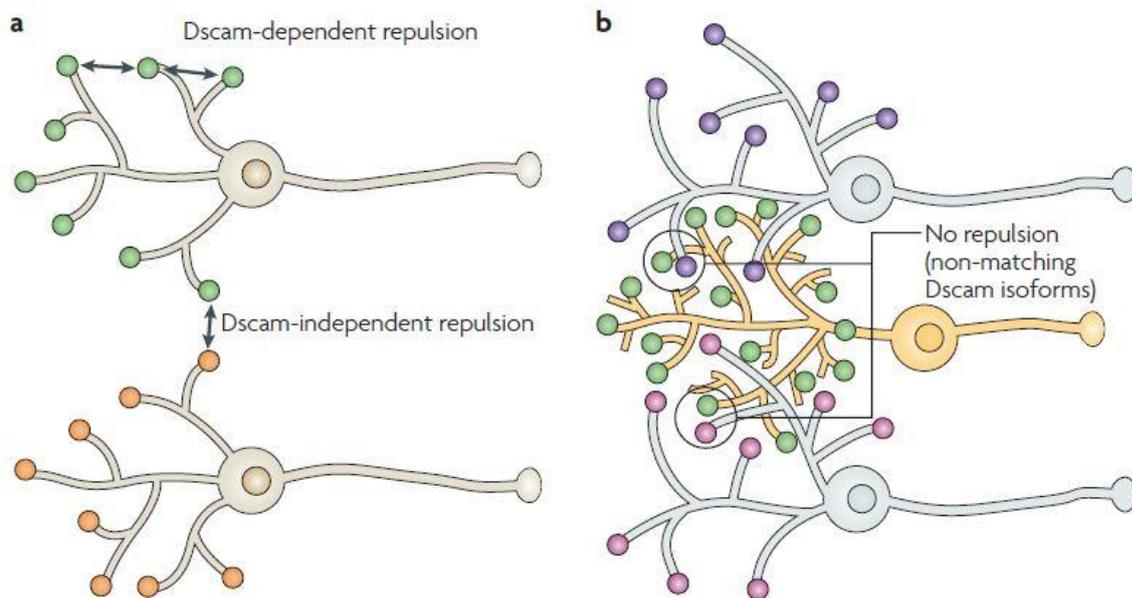 a
Dscam-dependent repulsion
Dscam-independent repulsion
b
No repulsion
(non-matching
Dscam isoforms)